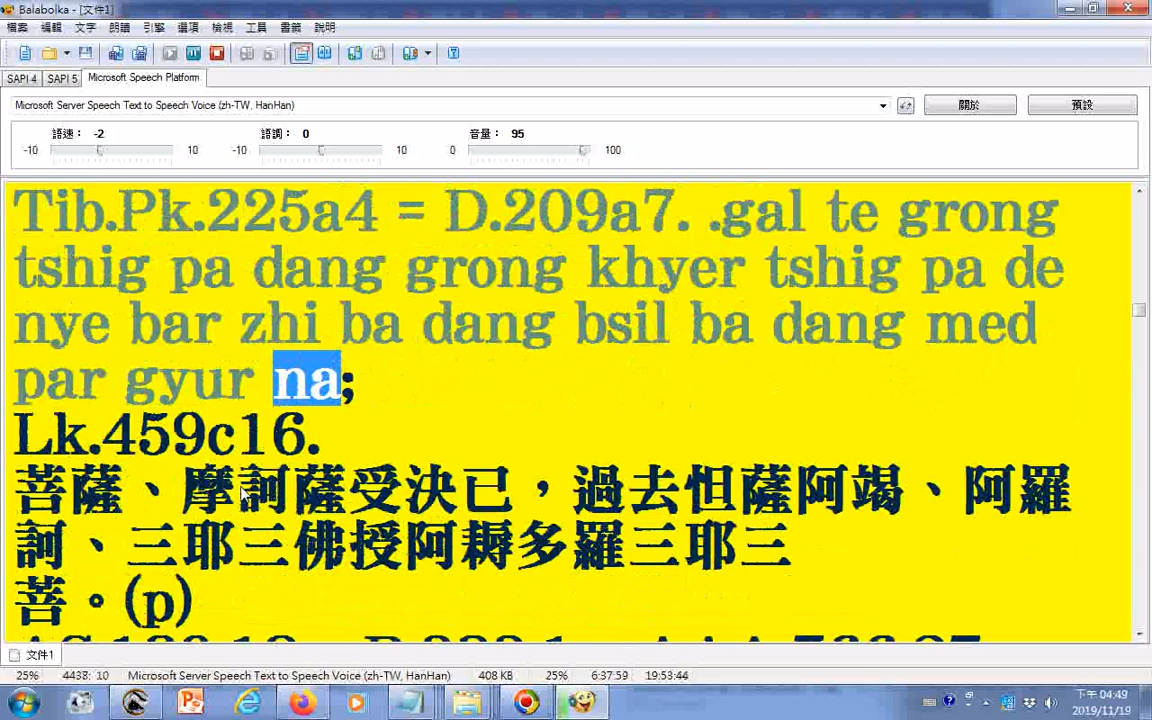 Balabolka - [文件1]
檔案 編輯 文字 朗讀 引擎 選項 檢視 工具 書籤 說明
SAPI 4 SAPI 5 Microsoft Speech Platform
Microsoft Server Speech Text to Speech Voice (zh-TW, HanHan) 關於 預設
語速： -2 語調： 0 音量： 95
-10 10 -10 10 0 100
Tib.Pk.225a4 = D.209a7. .gal te grong
tshig pa dang grong khyer tshig pa de
nye bar zhi ba dang bsil ba dang med
par gyur na;
Lk.459c16.
菩薩、摩訶薩受決已，過去怛薩阿竭、阿羅
訶、三耶三佛授阿耨多羅三耶三
菩。(p)
文件1
25% 4438: 10 Microsoft Server Speech Text to Speech Voice (zh-TW, HanHan) 408 KB 25% 6:37:59 19:53:44
下午 04:49
2019/11/19